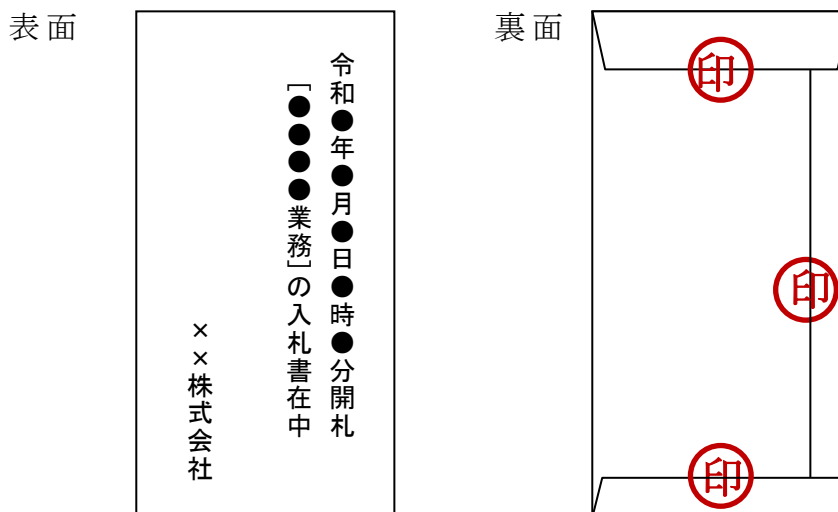 表面
令和●年●月●日●時●分開札
［●●●●業務］の入札書在中
××株式会社
裏面
印
印
印